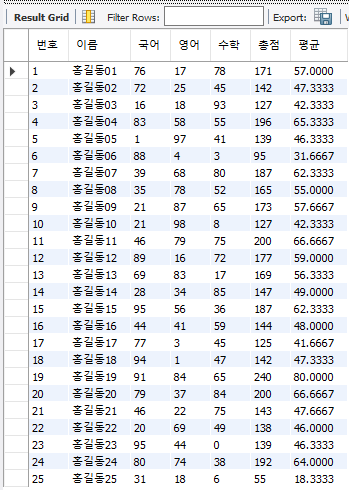 Result Grid Filter Rows: Export:
번호 이름 국어 영어 수학 총점 평균
1 홍길동01 76 17 78 171 57.0000
2 홍길동02 72 25 45 142 47.3333
3 홍길동03 16 18 93 127 42.3333
4 홍길동04 83 58 55 196 65.3333
5 홍길동05 1 97 41 139 46.3333
6 홍길동06 88 4 3 95 31.6667
7 홍길동07 39 68 80 187 62.3333
8 홍길동08 35 78 52 165 55.0000
9 홍길동09 21 87 65 173 57.6667
10 홍길동10 21 98 8 127 42.3333
11 홍길동11 46 79 75 200 66.6667
12 홍길동12 89 16 72 177 59.0000
13 홍길동13 69 83 17 169 56.3333
14 홍길동14 28 34 85 147 49.0000
15 홍길동15 95 56 36 187 62.3333
16 홍길동16 44 41 59 144 48.0000
17 홍길동17 77 3 45 125 41.6667
18 홍길동18 94 1 47 142 47.3333
19 홍길동19 91 84 65 240 80.0000
20 홍길동20 79 37 84 200 66.6667
21 홍길동21 46 22 75 143 47.6667
22 홍길동22 20 69 49 138 46.0000
23 홍길동23 95 44 0 139 46.3333
24 홍길동24 80 74 38 192 64.0000
25 홍길동25 31 18 6 55 18.3333